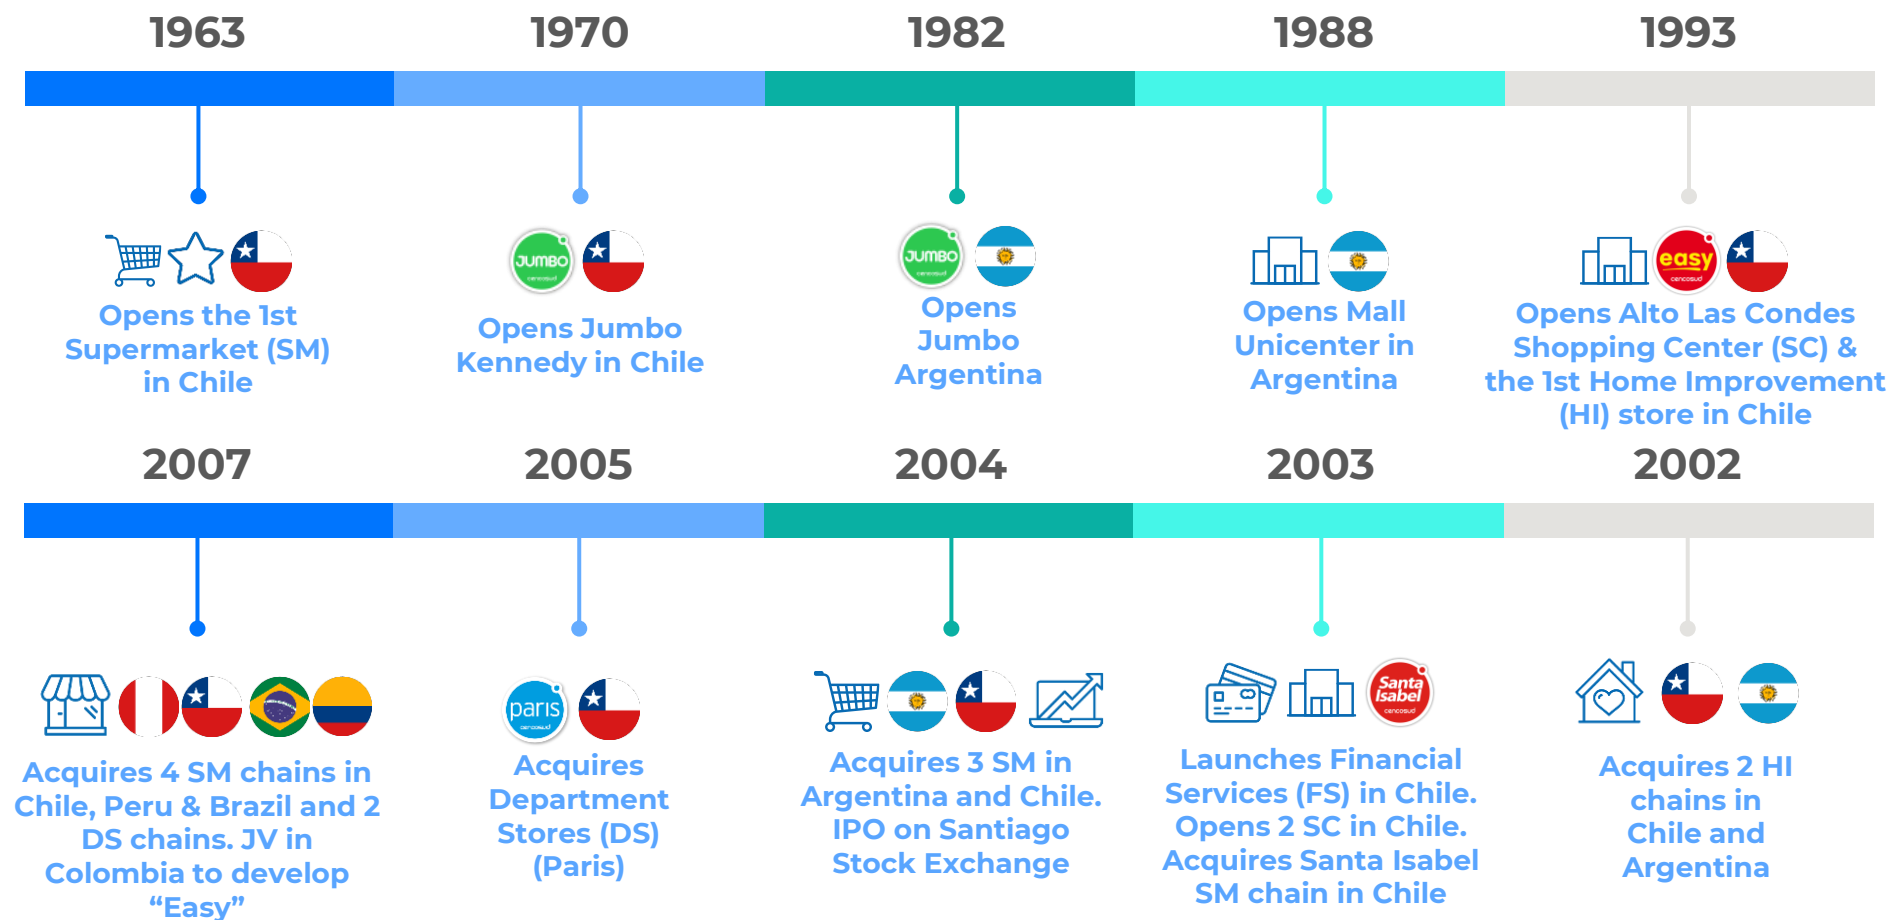 1963
1970
1982
1988
1993
JUMBO
cencosud
JUMBO
cencosud
easy
cencosud
Opens the 1st
Supermarket (SM)
in Chile
Opens Jumbo
Kennedy in Chile
Opens
Jumbo
Argentina
Opens Mall
Unicenter in
Argentina
Opens Alto Las Condes
Shopping Center (SC) &
the 1st Home Improvement
(HI) store in Chile
2007
2005
2004
2003
2002
paris
cencosud
Santa
Isabel
cencosud
Acquires 4 SM chains in
Chile, Peru & Brazil and 2
DS chains. JV in
Colombia to develop
“Easy”
Acquires
Department
Stores (DS)
(Paris)
Acquires 3 SM in
Argentina and Chile.
IPO on Santiago
Stock Exchange
Launches Financial
Services (FS) in Chile.
Opens 2 SC in Chile.
Acquires Santa Isabel
SM chain in Chile
Acquires 2 HI
chains in
Chile and
Argentina